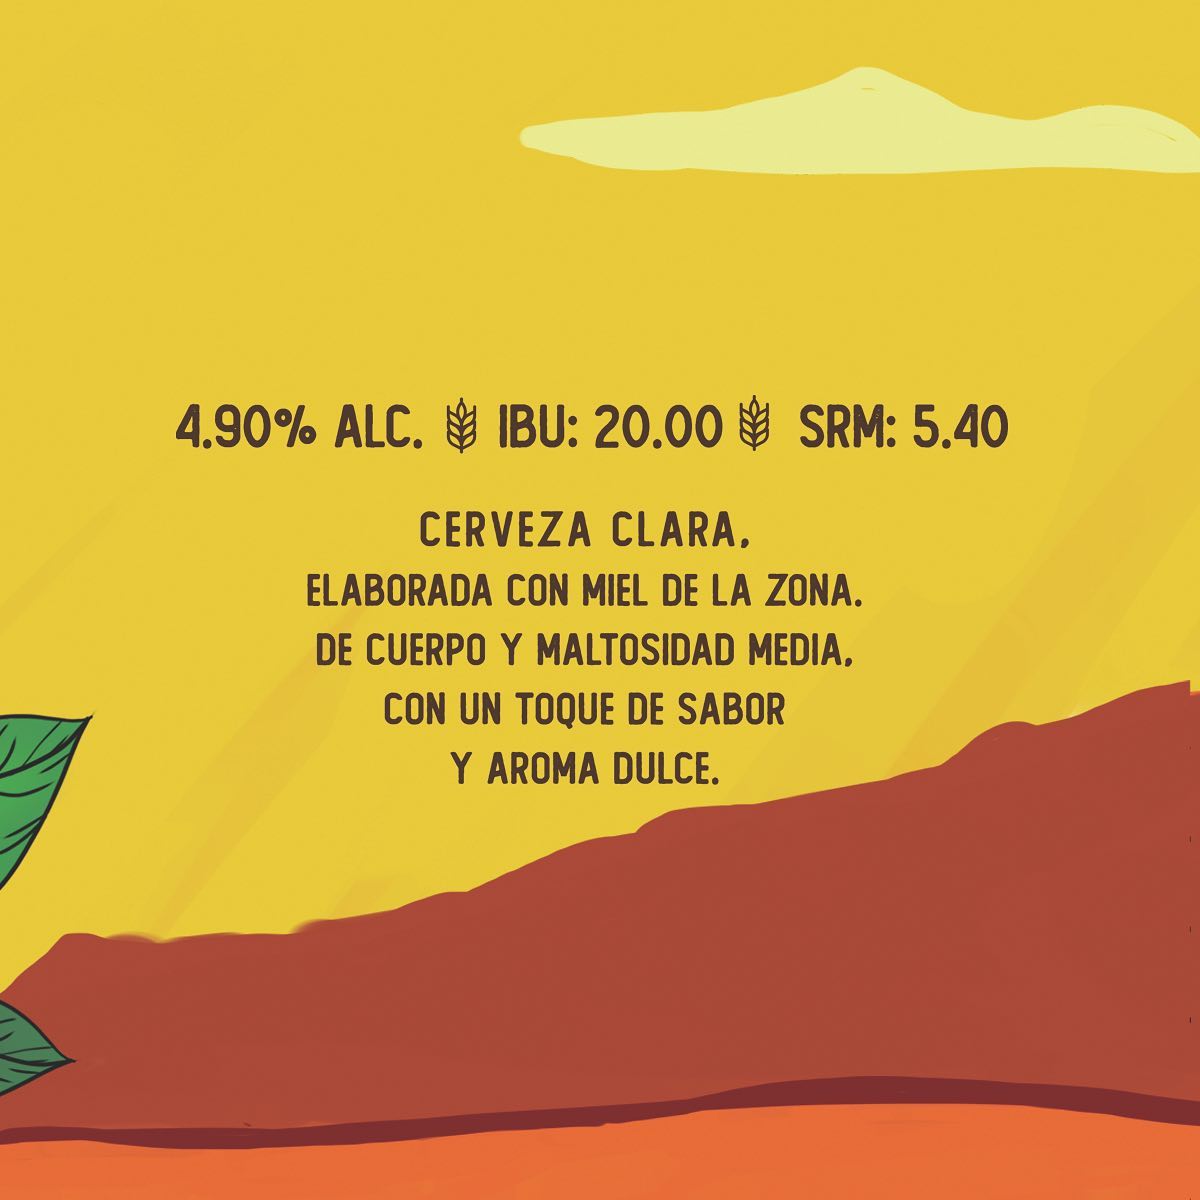 4.90% ALC. IBU: 20.00 SRM: 5.40
CERVEZA CLARA,
ELABORADA CON MIEL DE LA ZONA.
DE CUERPO Y MALTOSIDAD MEDIA,
CON UN TOQUE DE SABOR
Y AROMA DULCE.